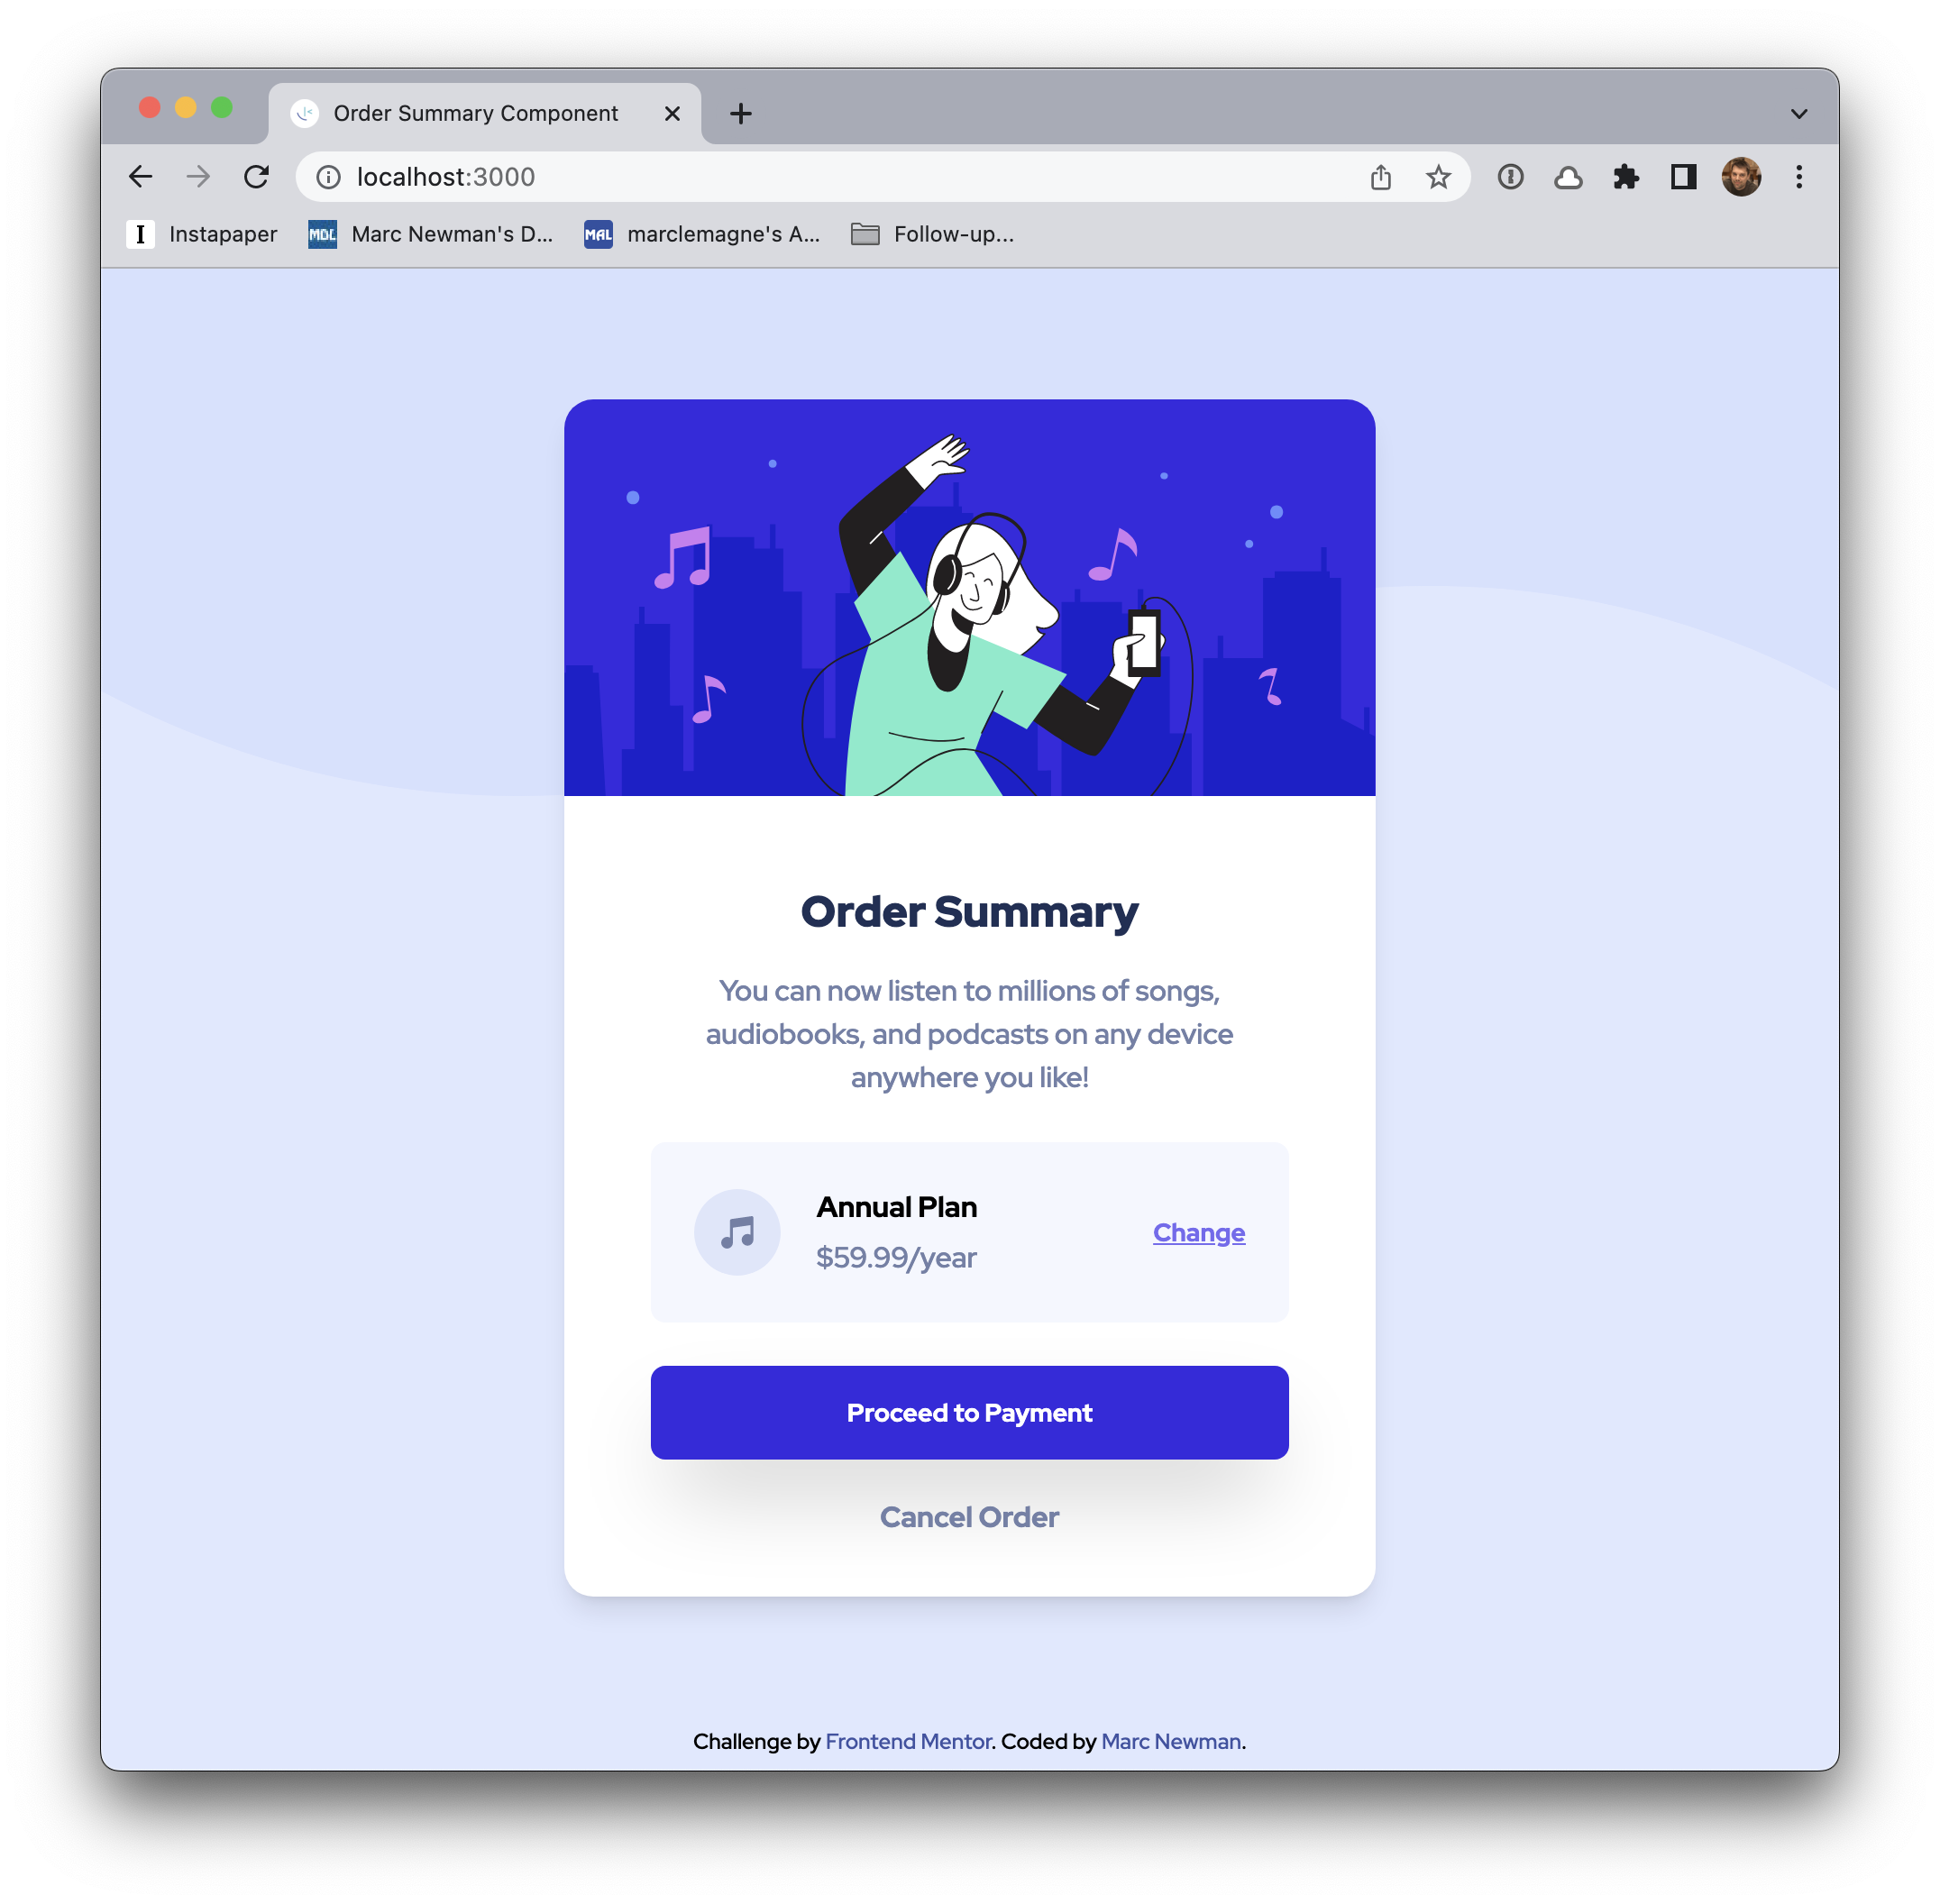 Order Summary Component
localhost:3000
I Instapaper MDL Marc Newman's D... MAL marclemagne's A... Follow-up...
Order Summary
You can now listen to millions of songs,
audiobooks, and podcasts on any device
anywhere you like!
Annual Plan
$59.99/year
Change
Proceed to Payment
Cancel Order
Challenge by Frontend Mentor. Coded by Marc Newman.